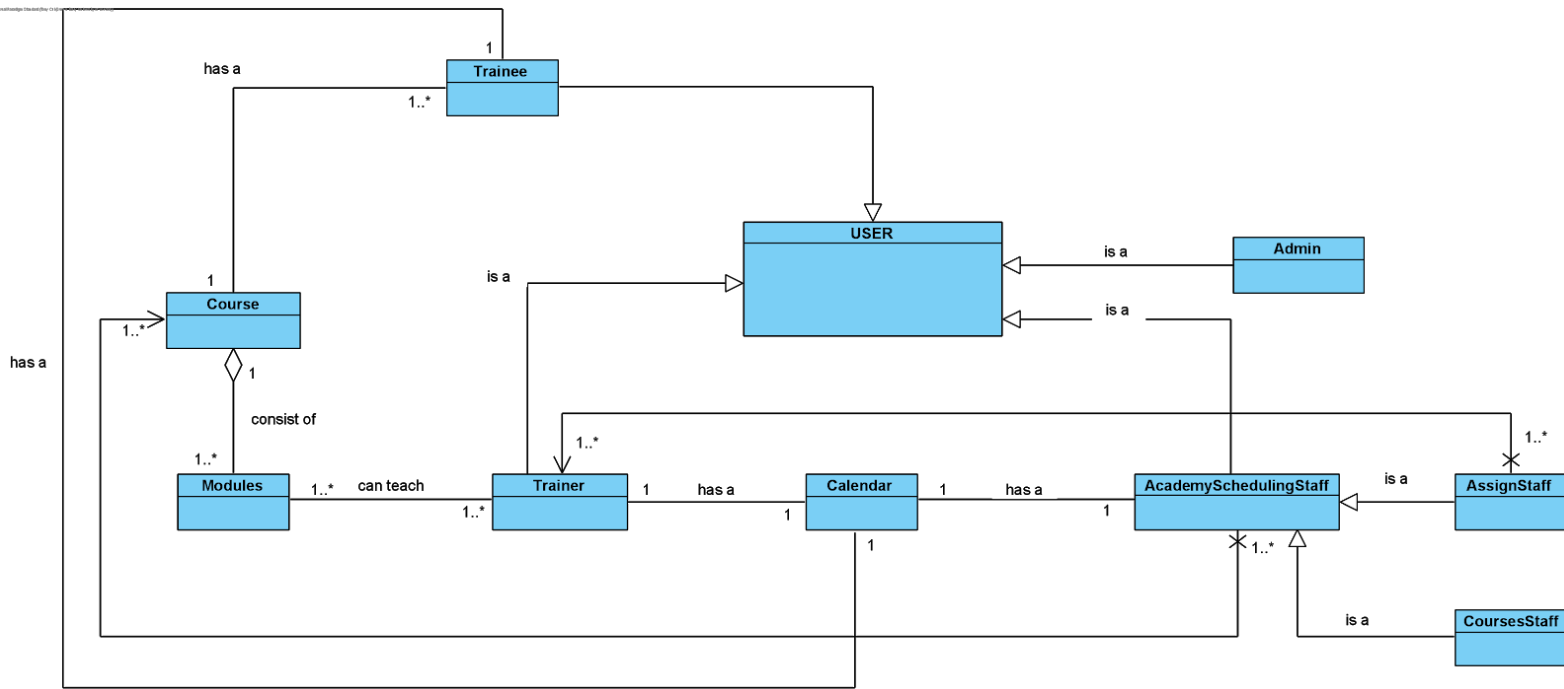 1
Trainee
has a
1..*
USER
Admin
is a
is a
1
Course
is a
1..*
has a
1
consist of
1..*
1..*
1..*
Modules
1..*
can teach
1..*
Trainer
1
has a
1
Calendar
1
has a
1
AcademySchedulingStaff
is a
AssignStaff
1
1..*
is a
CoursesStaff